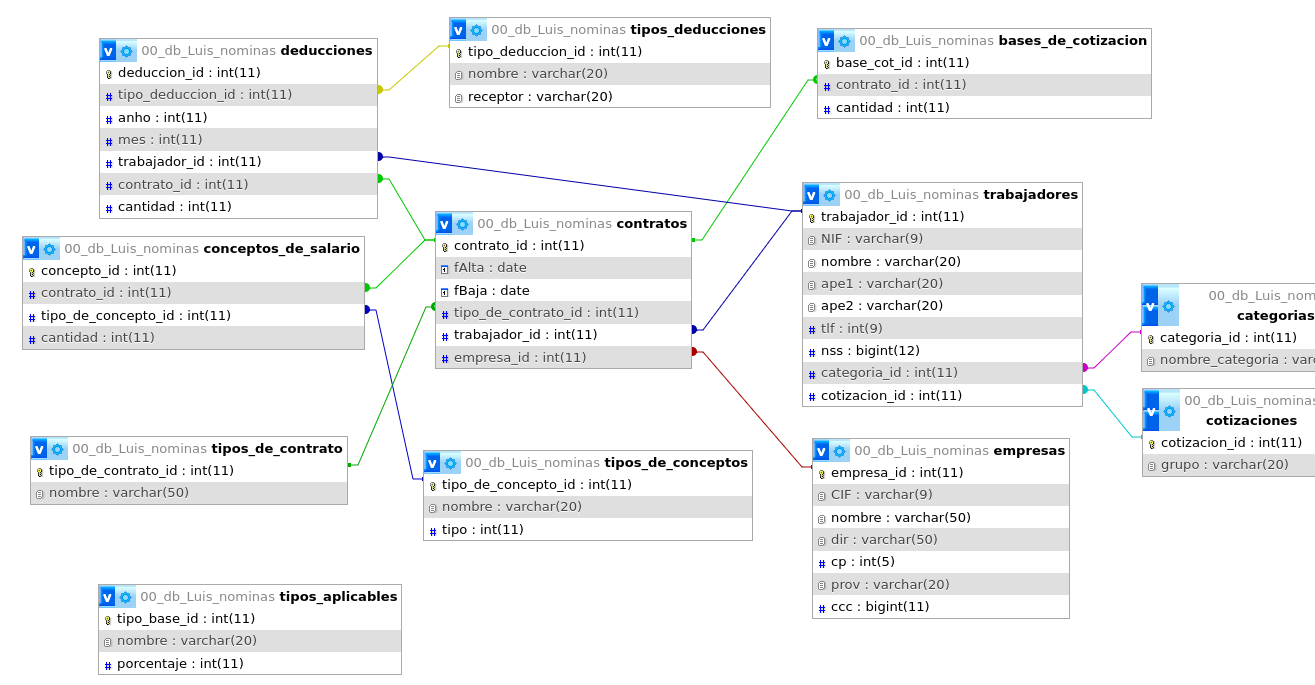 00_db_Luis_nominas deducciones
deduccion_id : int(11)
tipo_deduccion_id : int(11)
anho : int(11)
mes : int(11)
trabajador_id : int(11)
contrato_id : int(11)
cantidad : int(11)
00_db_Luis_nominas tipos_deducciones
tipo_deduccion_id : int(11)
nombre : varchar(20)
receptor : varchar(20)
00_db_Luis_nominas bases_de_cotizacion
base_cot_id : int(11)
contrato_id : int(11)
cantidad : int(11)
00_db_Luis_nominas conceptos_de_salario
concepto_id : int(11)
contrato_id : int(11)
tipo_de_concepto_id : int(11)
cantidad : int(11)
00_db_Luis_nominas contratos
contrato_id : int(11)
fAlta : date
fBaja : date
tipo_de_contrato_id : int(11)
trabajador_id : int(11)
empresa_id : int(11)
00_db_Luis_nominas trabajadores
trabajador_id : int(11)
NIF : varchar(9)
nombre : varchar(20)
ape1 : varchar(20)
ape2 : varchar(20)
tlf : int(9)
nss : bigint(12)
categoria_id : int(11)
cotizacion_id : int(11)
00_db_Luis_nom
categorias
categoria_id : int(11)
nombre_categoria : varc
00_db_Luis_nominas
cotizaciones
cotizacion_id : int(11)
grupo : varchar(20)
00_db_Luis_nominas tipos_de_contrato
tipo_de_contrato_id : int(11)
nombre : varchar(50)
00_db_Luis_nominas tipos_de_conceptos
tipo_de_concepto_id : int(11)
nombre : varchar(20)
tipo : int(11)
00_db_Luis_nominas empresas
empresa_id : int(11)
CIF : varchar(9)
nombre : varchar(50)
dir : varchar(50)
cp : int(5)
prov : varchar(20)
ccc : bigint(11)
00_db_Luis_nominas tipos_aplicables
tipo_base_id : int(11)
nombre : varchar(20)
porcentaje : int(11)